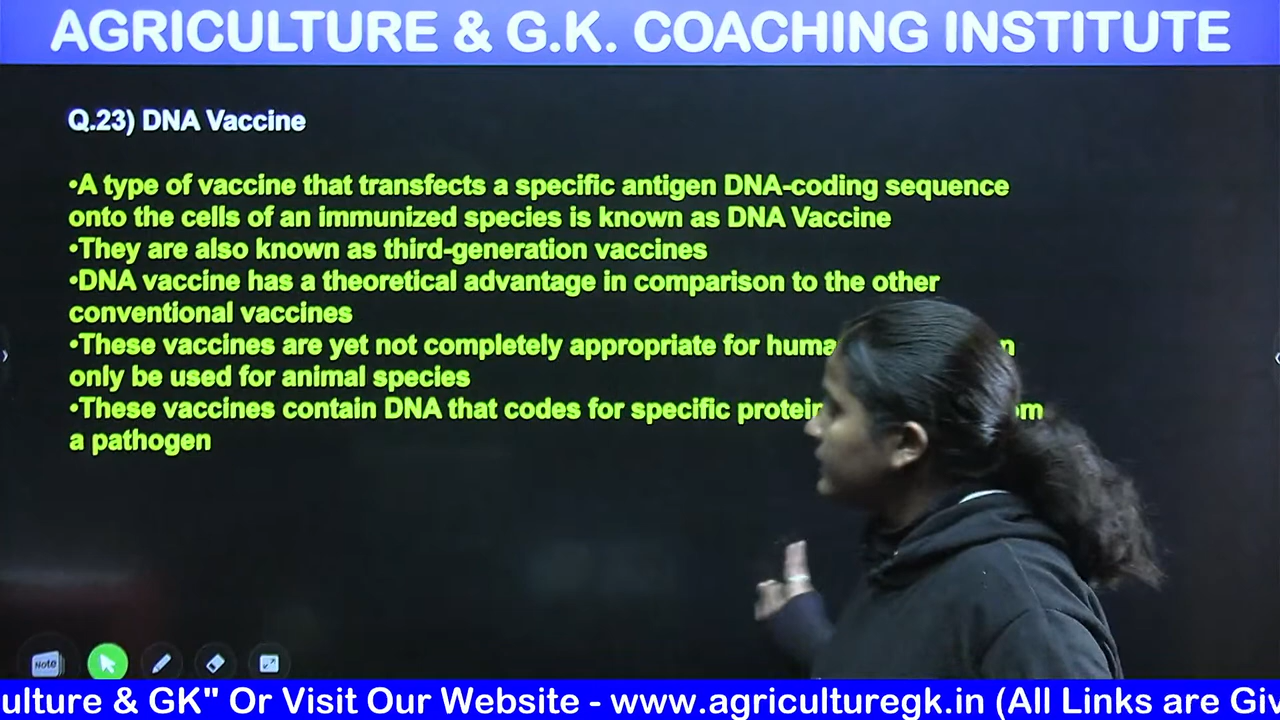 AGRICULTURE & G.K. COACHING INSTITUTE
Q.23) DNA Vaccine
•A type of vaccine that transfects a specific antigen DNA-coding sequence
onto the cells of an immunized species is known as DNA Vaccine
•They are also known as third-generation vaccines
•DNA vaccine has a theoretical advantage in comparison to the other
conventional vaccines
•These vaccines are yet not completely appropriate for
only be used for animal species
•These vaccines contain DNA that codes for specific
a pathogen
Note
& GK" Or Visit Our Website - www.agriculturegk.in (All Links are